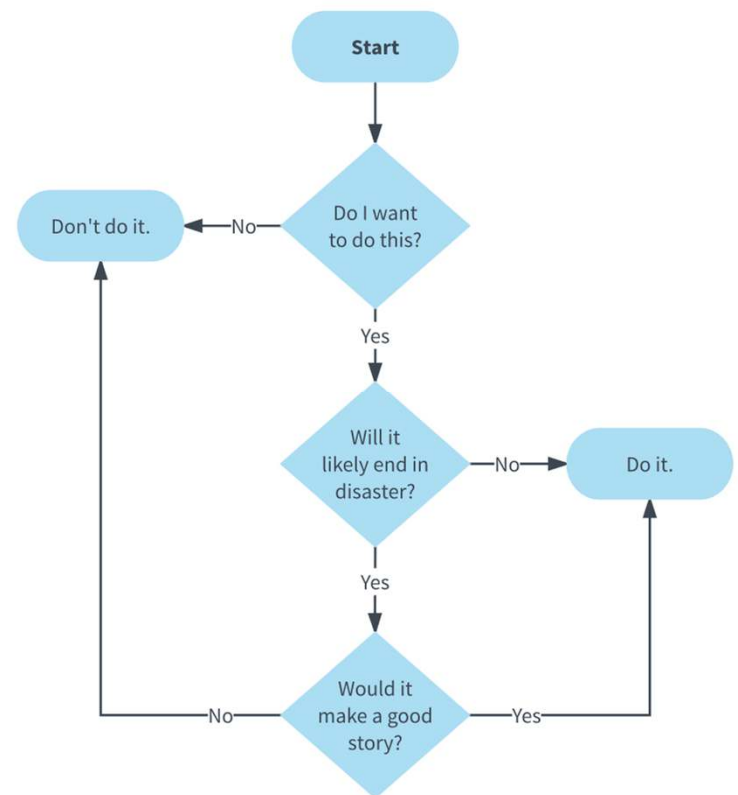 Start
Do I want
to do this?
No
Don't do it.
Yes
Will it
likely end in
disaster?
No
Do it.
Yes
Would it
make a good
story?
No
Yes